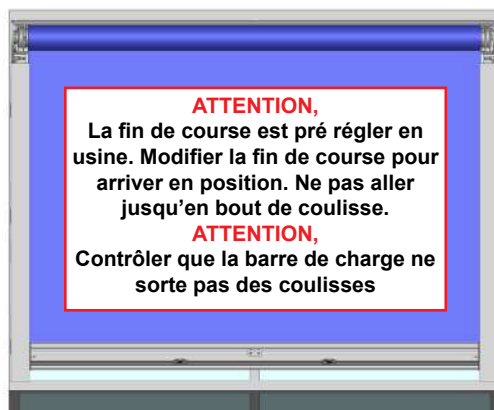 ATTENTION,
La fin de course est pré régler en
usine. Modifier la fin de course pour
arriver en position. Ne pas aller
jusqu’en bout de coulisse.
ATTENTION,
Contrôler que la barre de charge ne
sorte pas des coulisses